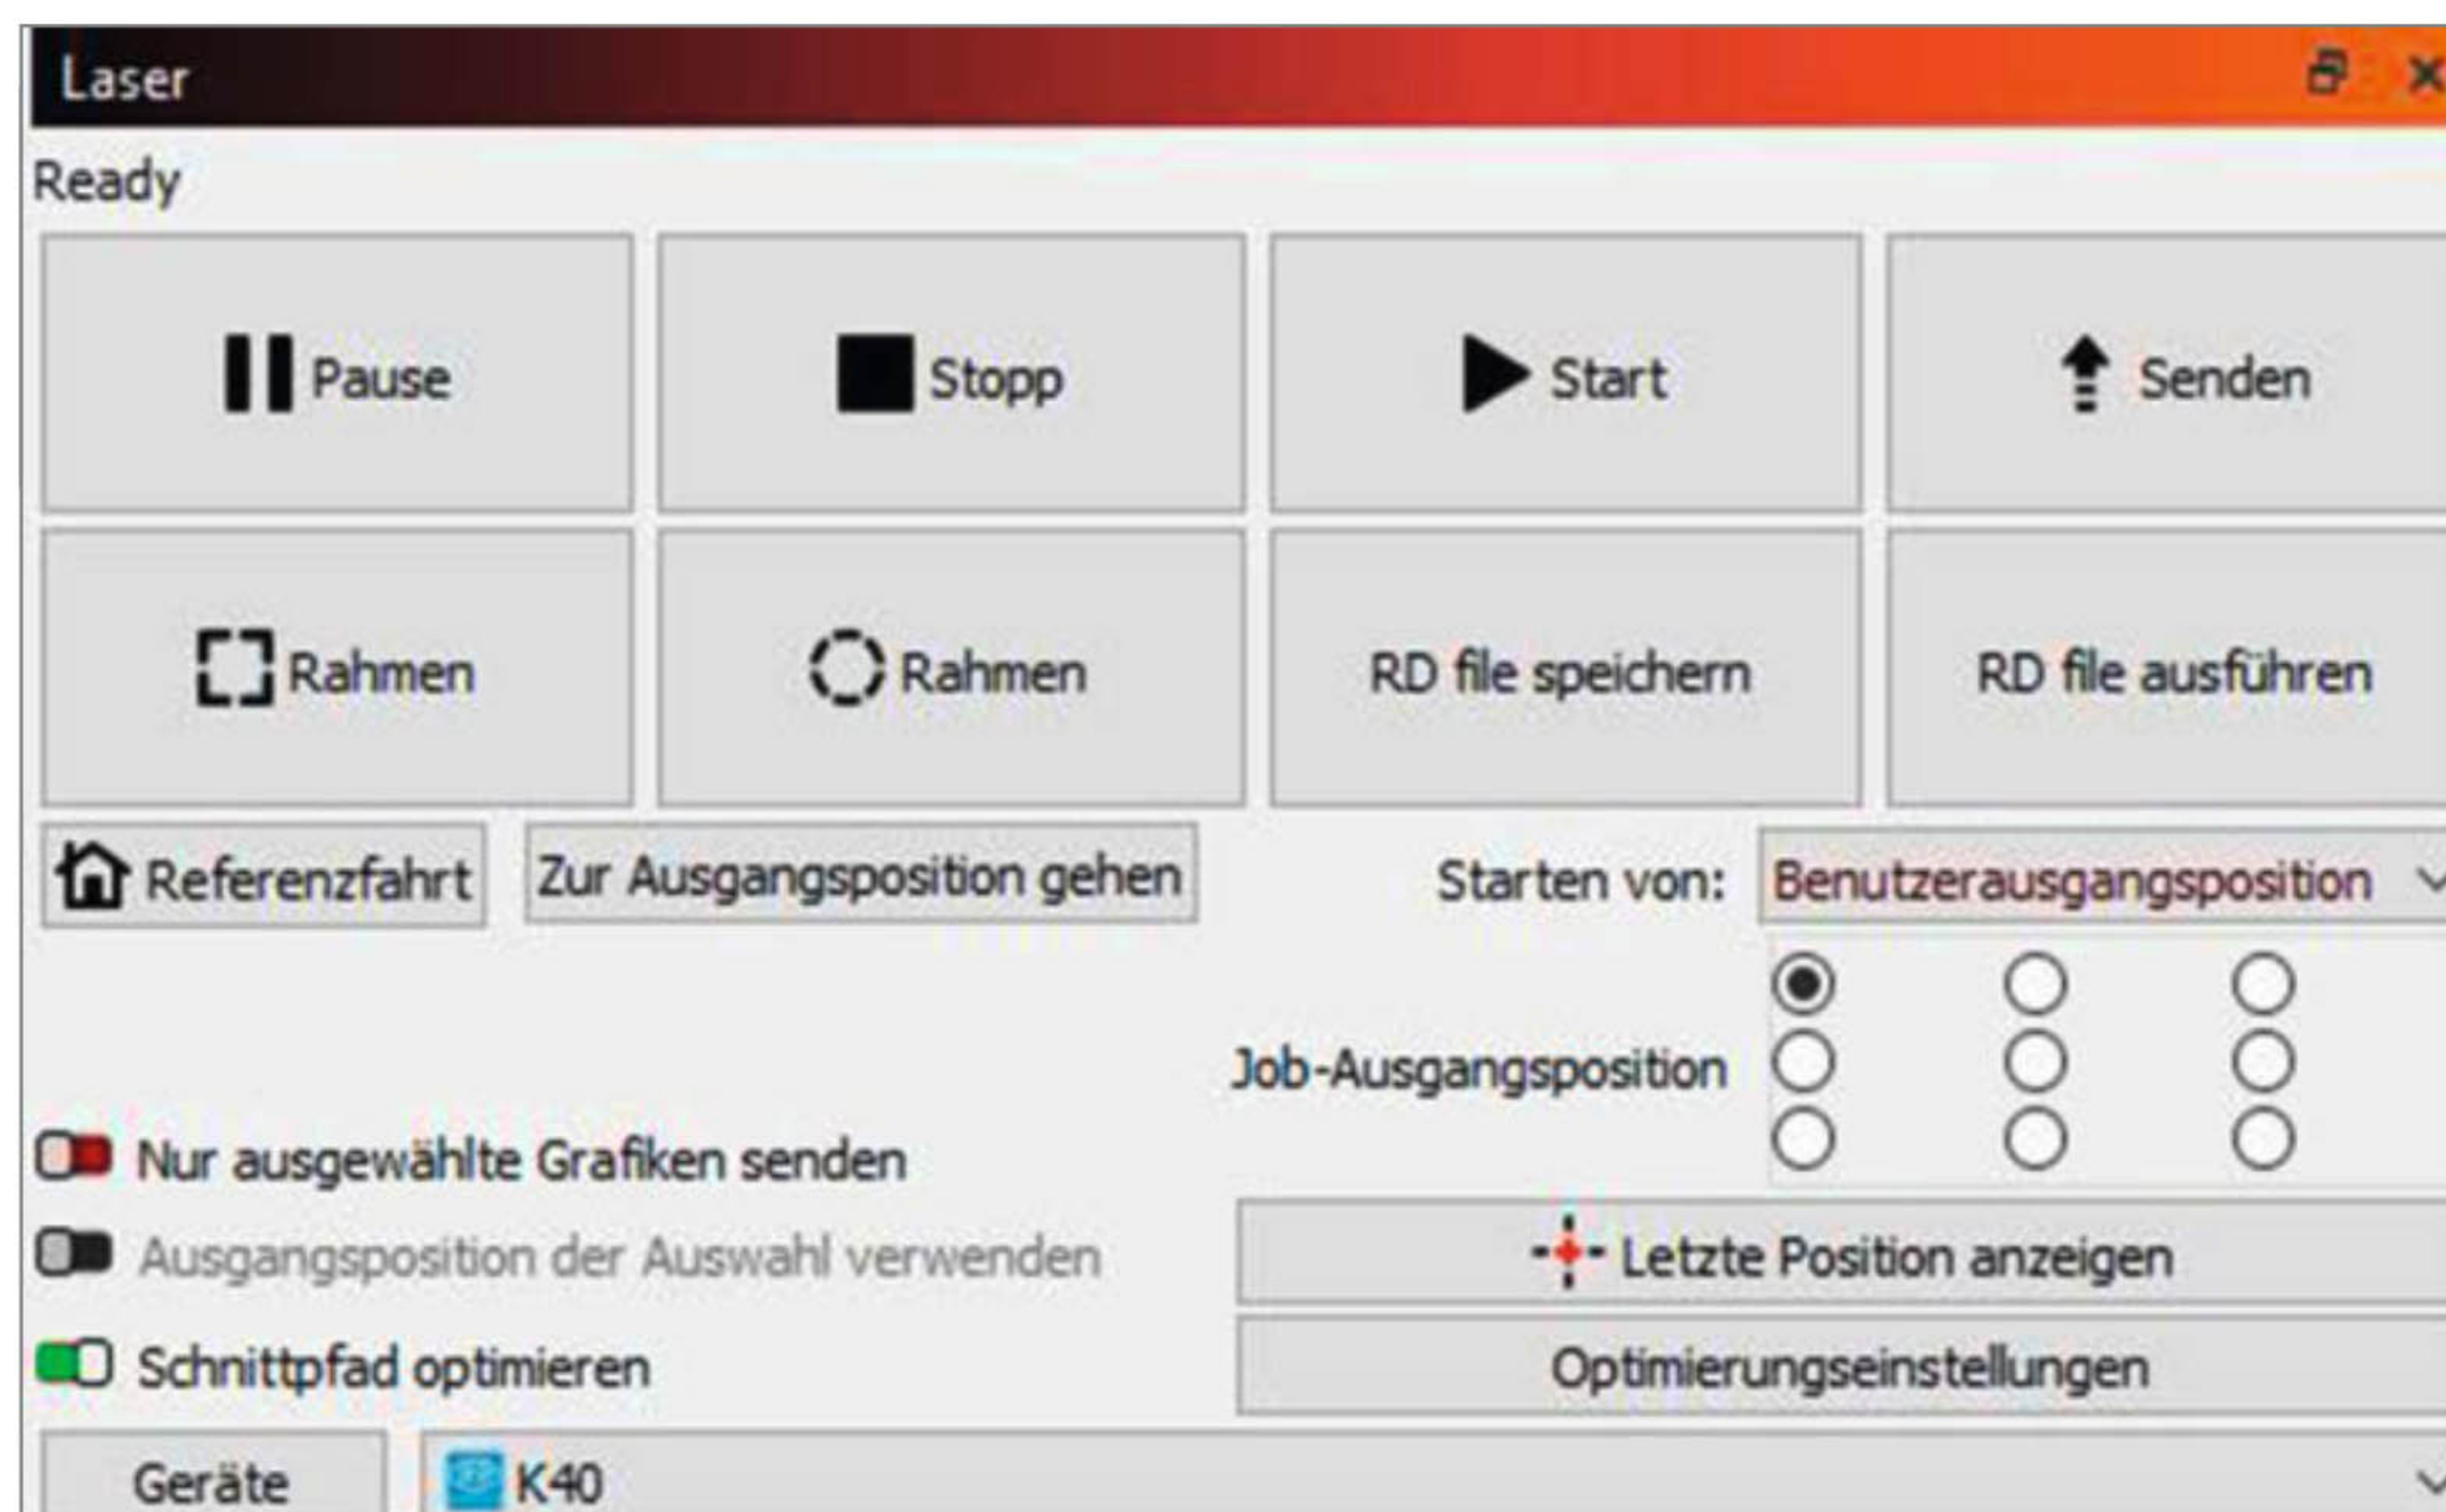 Laser
Ready
Pause Stopp Start Senden
Rahmen Rahmen RD file speichern RD file ausführen
Referenzfahrt Zur Ausgangsposition gehen Starten von: Benutzerausgangsposition
Job-Ausgangsposition
Nur ausgewählte Grafiken senden
Ausgangsposition der Auswahl verwenden Letzte Position anzeigen
Schnittpfad optimieren Optimierungseinstellungen
Geräte K40